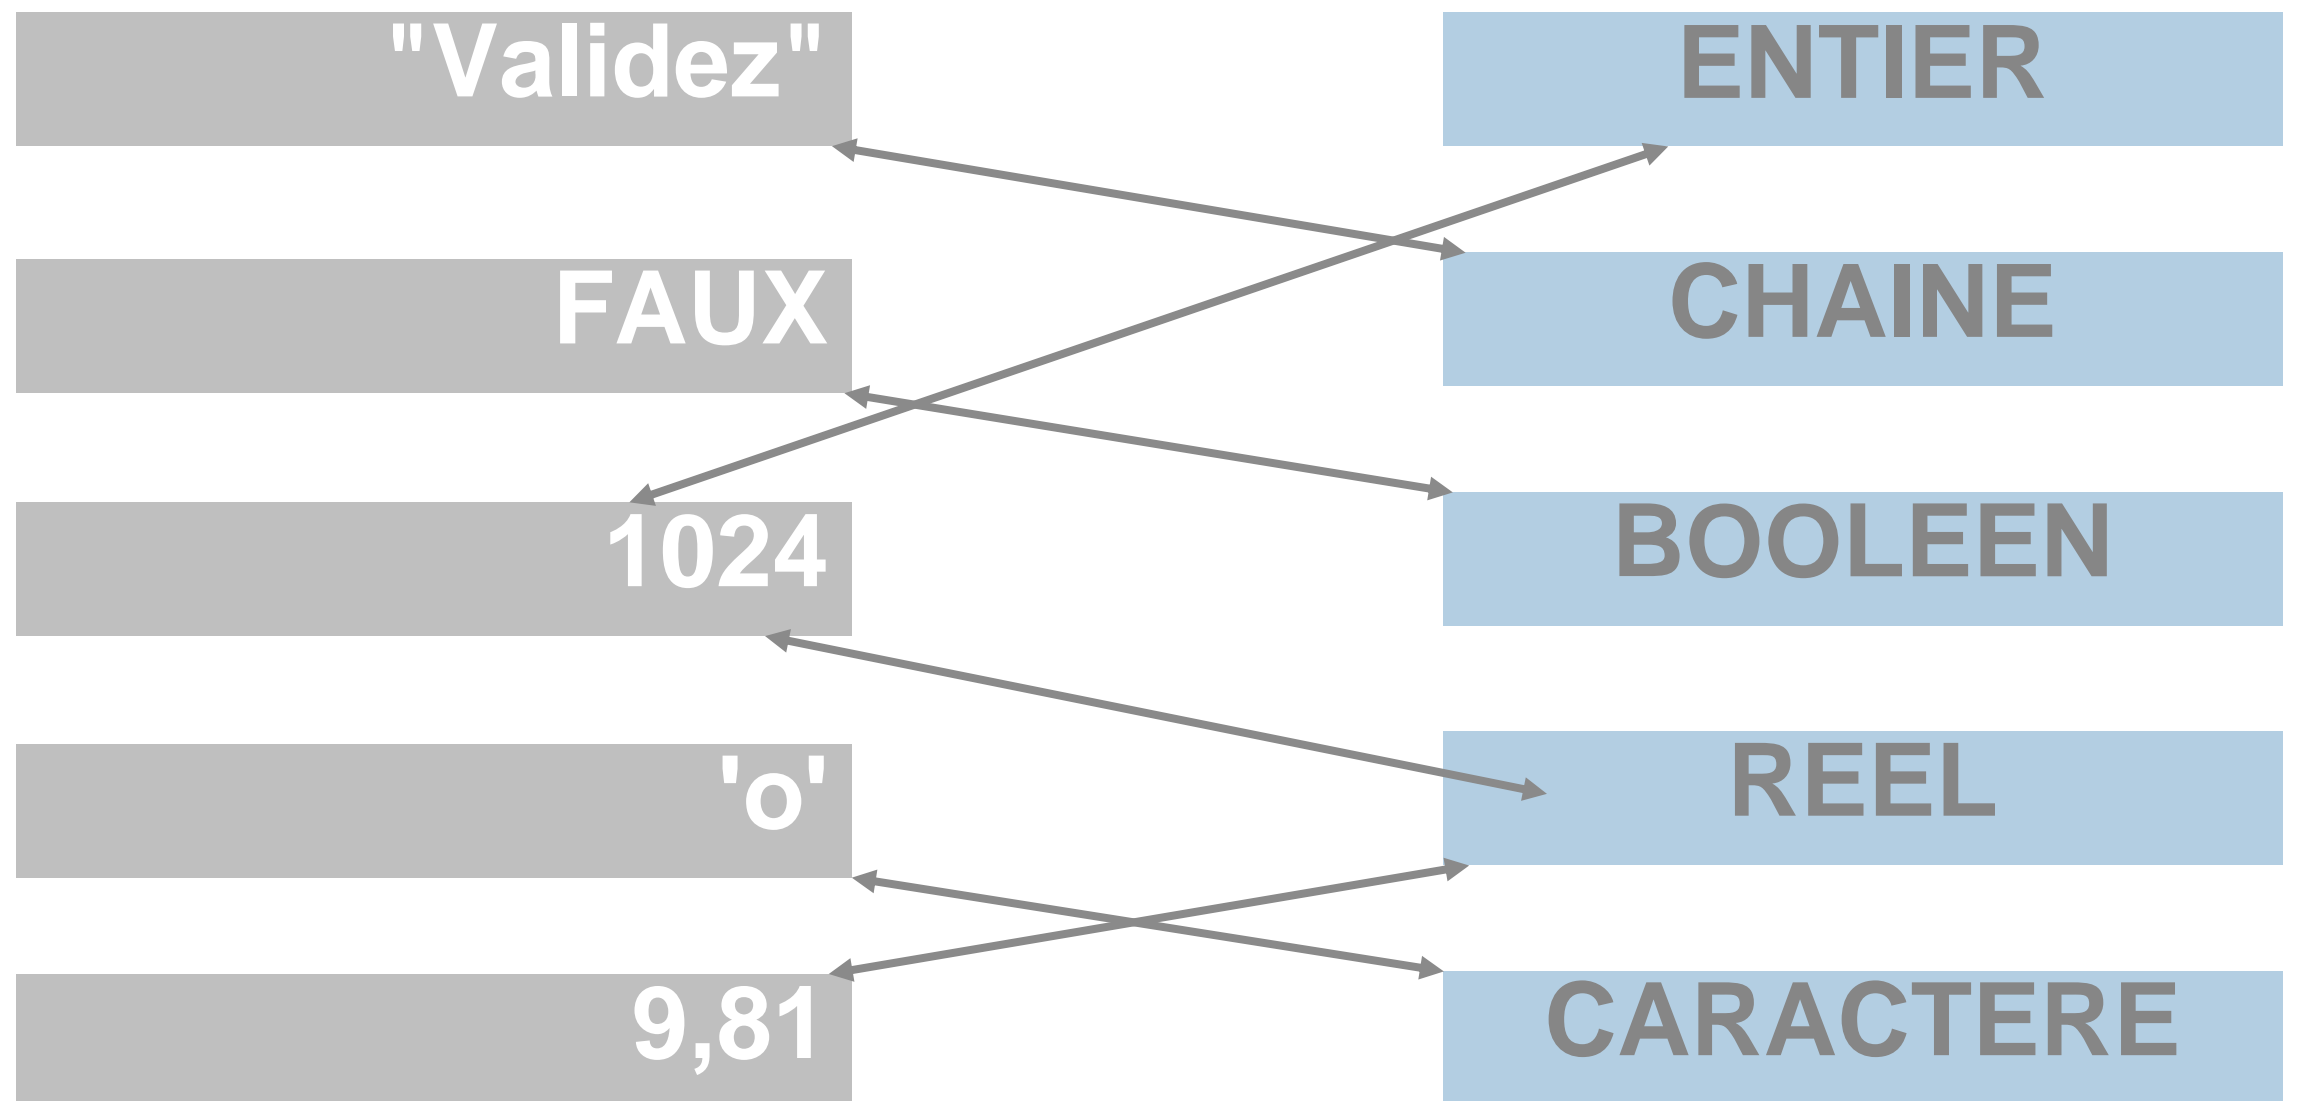 "Validez"
ENTIER
FAUX
CHAINE
1024
BOOLEEN
'o'
REEL
9,81
CARACTERE